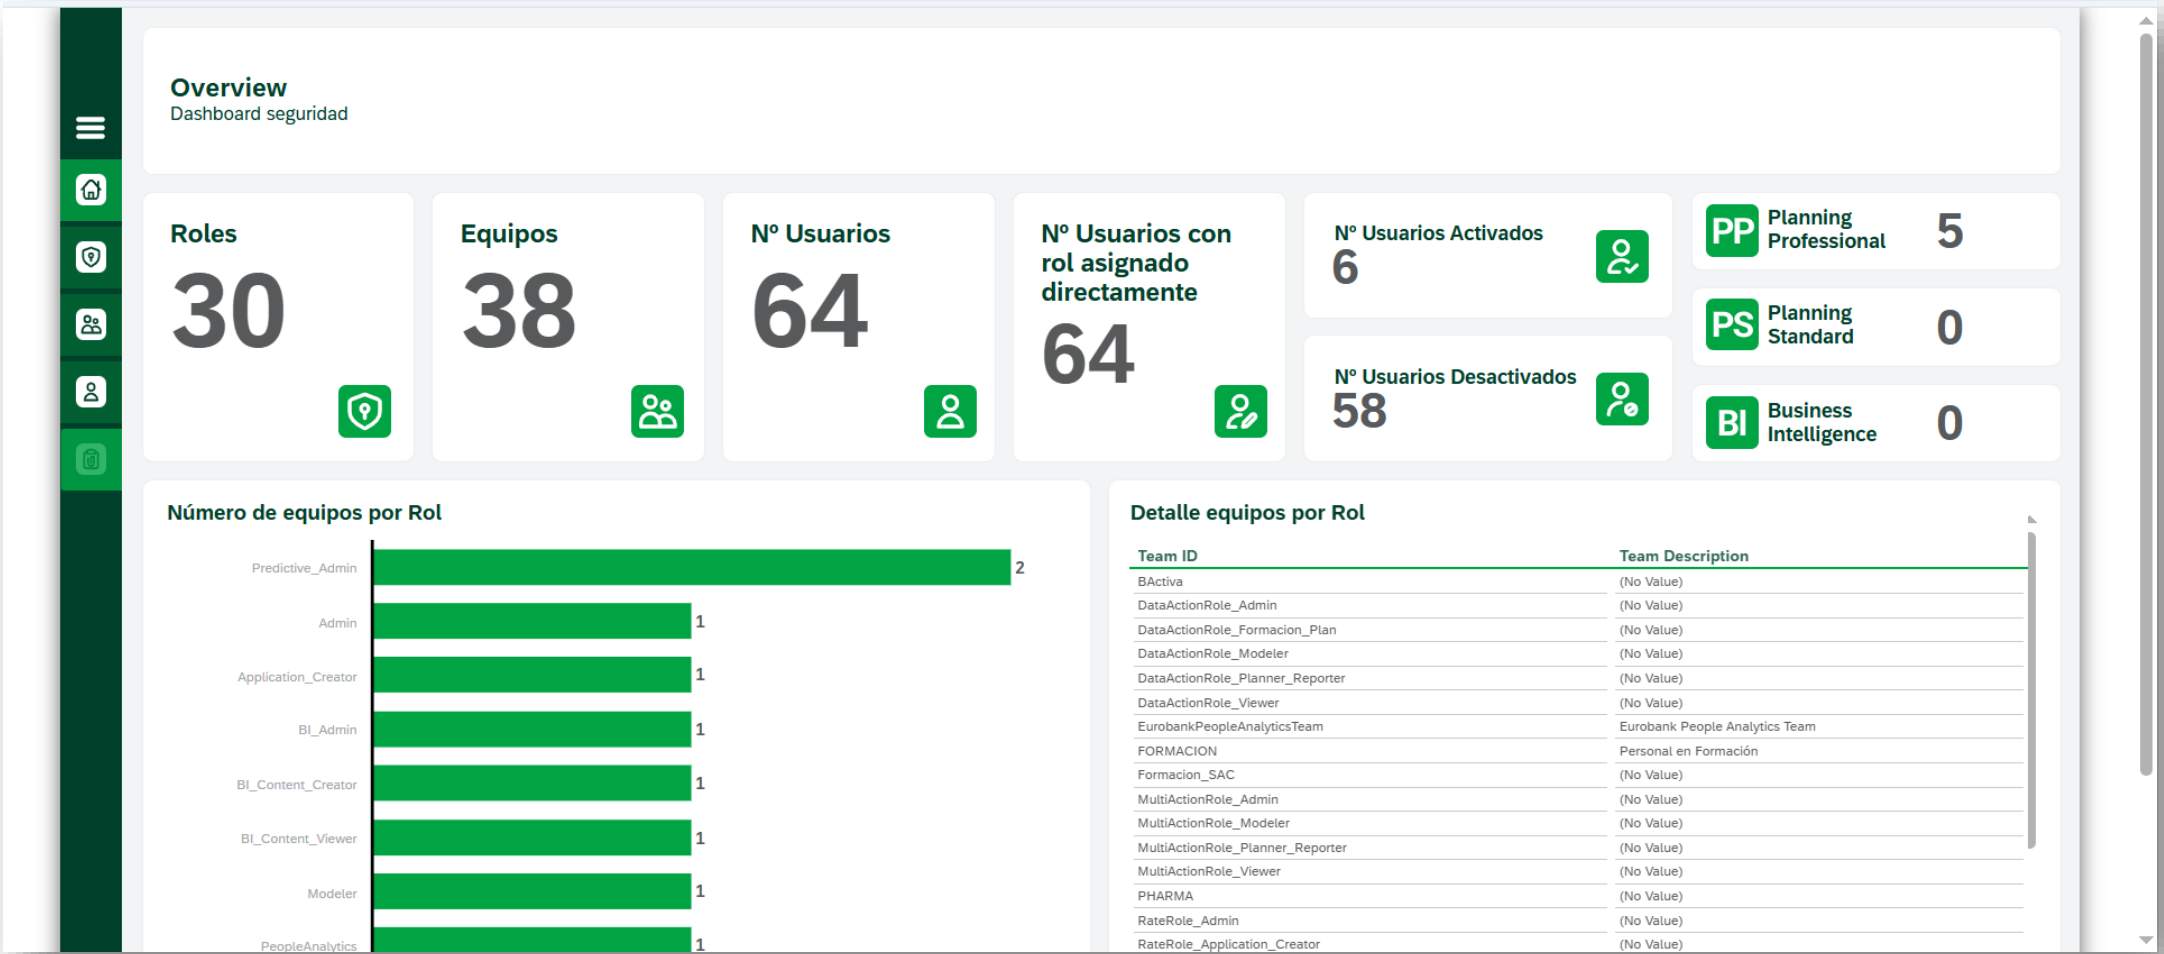 Overview
Dashboard seguridad
Roles
30
Equipos
38
Nº Usuarios
64
Nº Usuarios con
rol asignado
directamente
64
Nº Usuarios Activados
6
Nº Usuarios Desactivados
58
PP
Planning
Professional
5
PS
Planning
Standard
0
BI
Business
Intelligence
0
Número de equipos por Rol
Predictive_Admin 2
Admin 1
Application_Creator 1
BI_Admin 1
BI_Content_Creator 1
BI_Content_Viewer 1
Modeler 1
PeopleAnalytics 1
Detalle equipos por Rol
Team ID Team Description
BActiva (No Value)
DataActionRole_Admin (No Value)
DataActionRole_Formacion_Plan (No Value)
DataActionRole_Modeler (No Value)
DataActionRole_Planner_Reporter (No Value)
DataActionRole_Viewer (No Value)
EurobankPeopleAnalyticsTeam Eurobank People Analytics Team
FORMACION Personal en Formación
Formacion_SAC (No Value)
MultiActionRole_Admin (No Value)
MultiActionRole_Modeler (No Value)
MultiActionRole_Planner_Reporter (No Value)
MultiActionRole_Viewer (No Value)
PHARMA (No Value)
RateRole_Admin (No Value)
RateRole_Application_Creator (No Value)